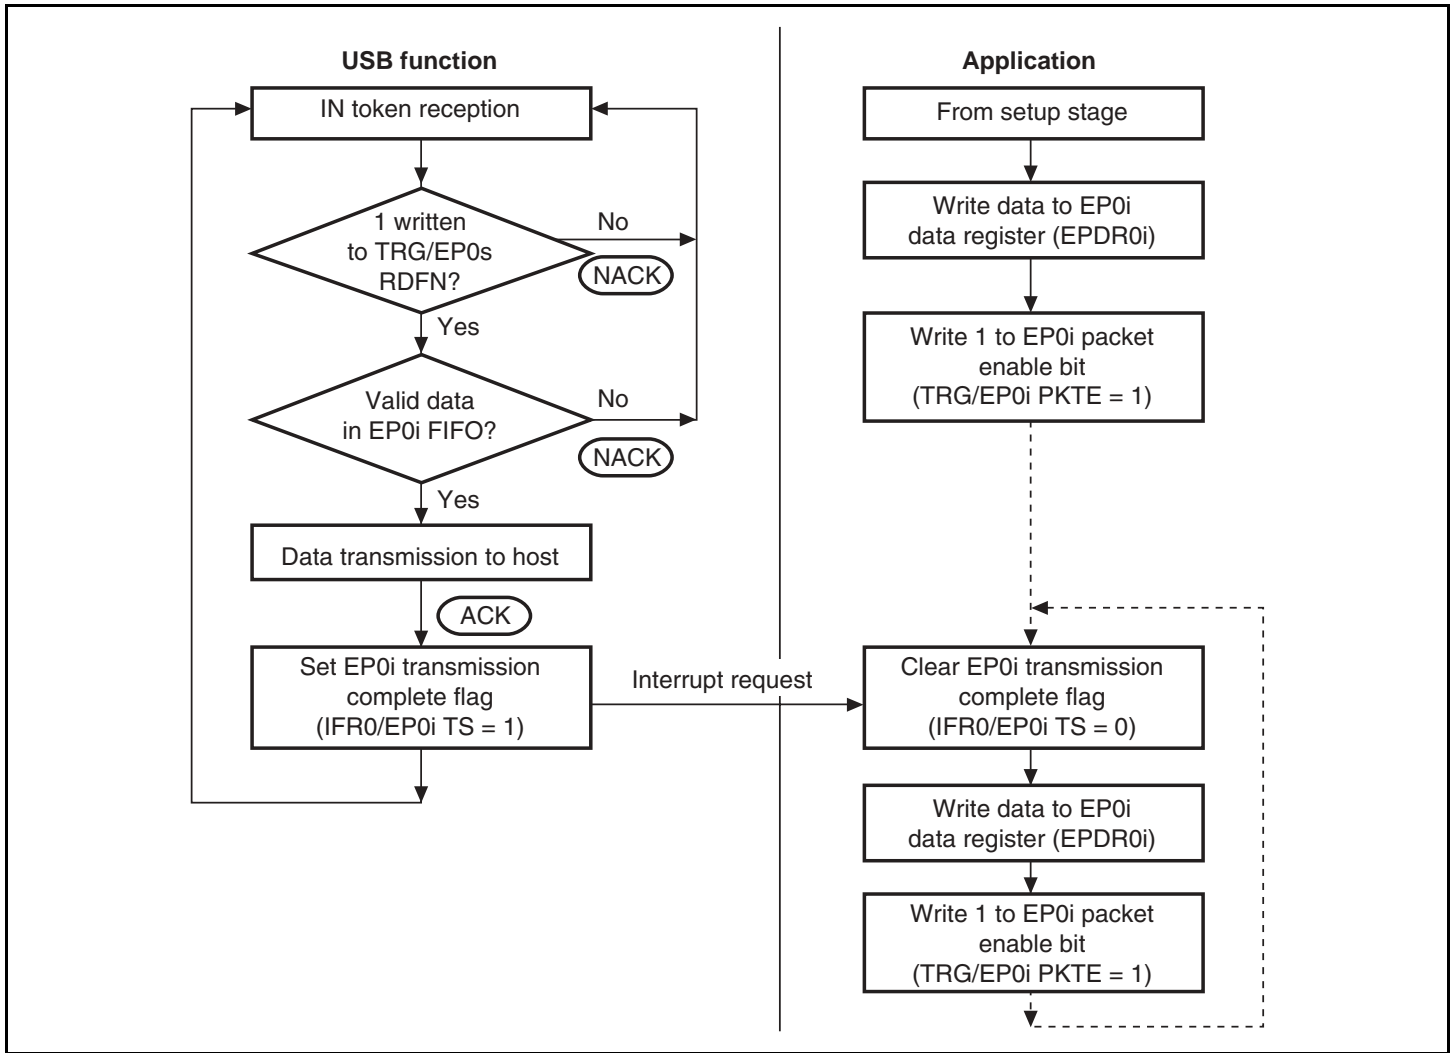 USB function
IN token reception
1 written
to TRG/EP0s
RDFN?
No
NACK
Yes
Valid data
in EP0i FIFO?
No
NACK
Yes
Data transmission to host
ACK
Set EP0i transmission
complete flag
(IFR0/EP0i TS = 1)
Interrupt request
Application
From setup stage
Write data to EP0i
data register (EPDR0i)
Write 1 to EP0i packet
enable bit
(TRG/EP0i PKTE = 1)
Clear EP0i transmission
complete flag
(IFR0/EP0i TS = 0)
Write data to EP0i
data register (EPDR0i)
Write 1 to EP0i packet
enable bit
(TRG/EP0i PKTE = 1)